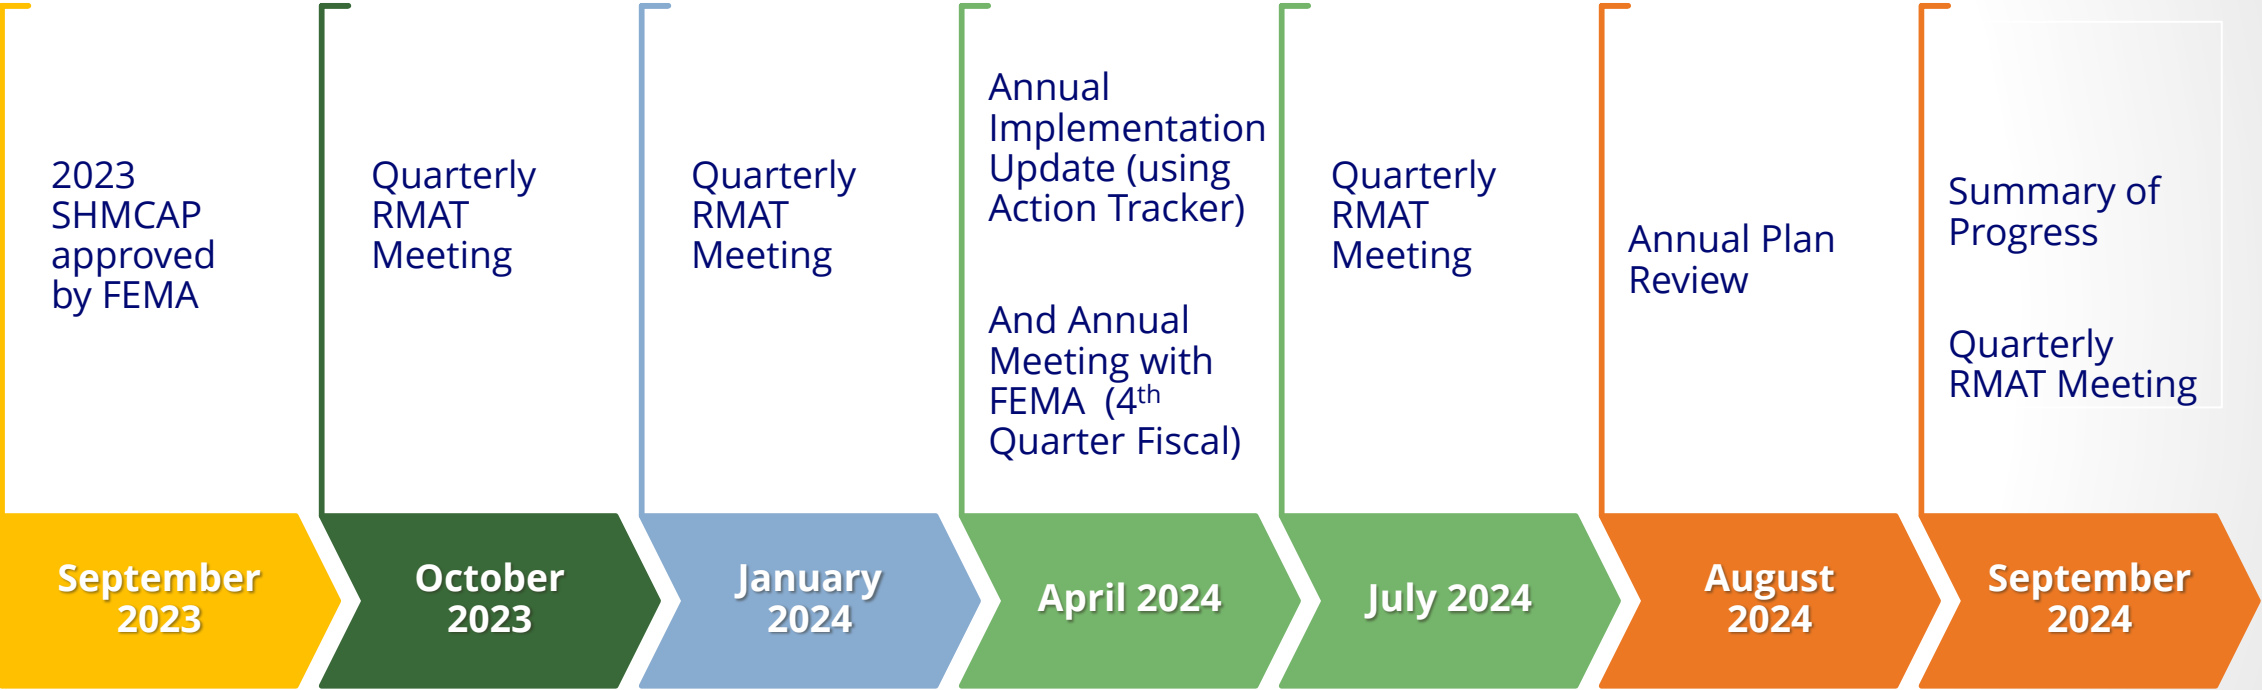 2023
SHMCAP
approved
by FEMA
Quarterly
RMAT
Meeting
Quarterly
RMAT
Meeting
Annual
Implementation
Update (using
Action Tracker)
And Annual
Meeting with
FEMA  (4th
Quarter Fiscal)
Quarterly
RMAT
Meeting
Annual Plan
Review
Summary of
Progress
Quarterly
RMAT Meeting
September
2023
October
2023
January
2024
April 2024
July 2024
August
2024
September
2024